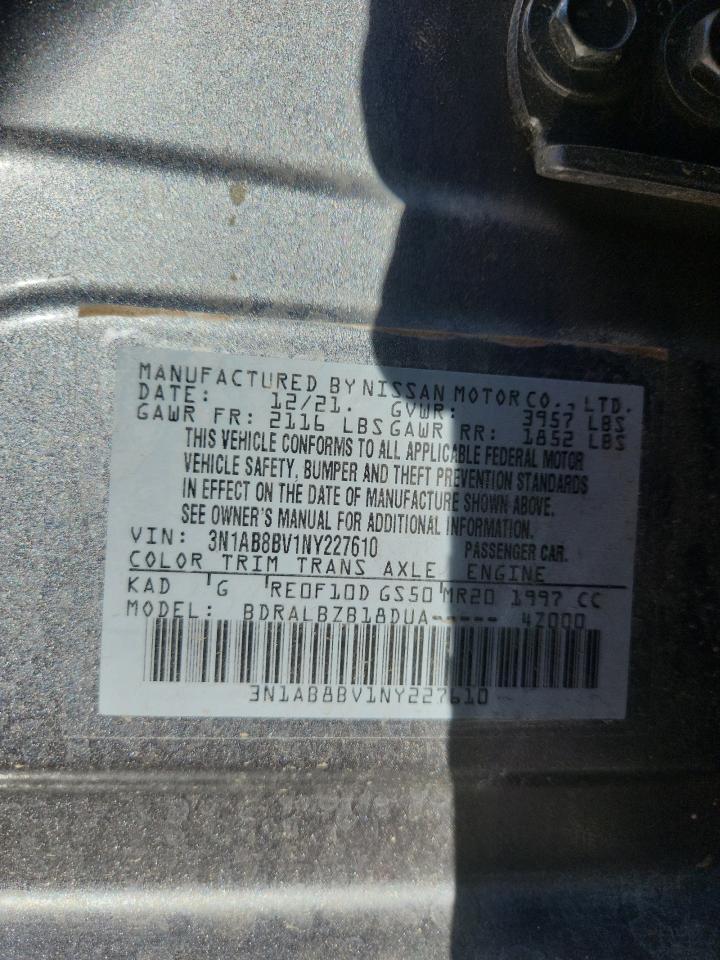 MANUFACTURED BY NISSAN MOTOR CO., LTD.
DATE: 12/21. GVWR: 3957 LBS
GAWR FR: 2116 LBS GAWR RR: 1852 LBS
THIS VEHICLE CONFORMS TO ALL APPLICABLE FEDERAL MOTOR
VEHICLE SAFETY, BUMPER AND THEFT PREVENTION STANDARDS
IN EFFECT ON THE DATE OF MANUFACTURE SHOWN ABOVE.
SEE OWNER'S MANUAL FOR ADDITIONAL INFORMATION.
VIN: 3N1AB8BV1NY227610 PASSENGER CAR.
COLOR TRIM TRANS AXLE ENGINE
KAD G RE0F10D GS50 MR20 1997 CC
MODEL: BDRALBZB18DUA----- 4Z000
3N1AB8BV1NY227610